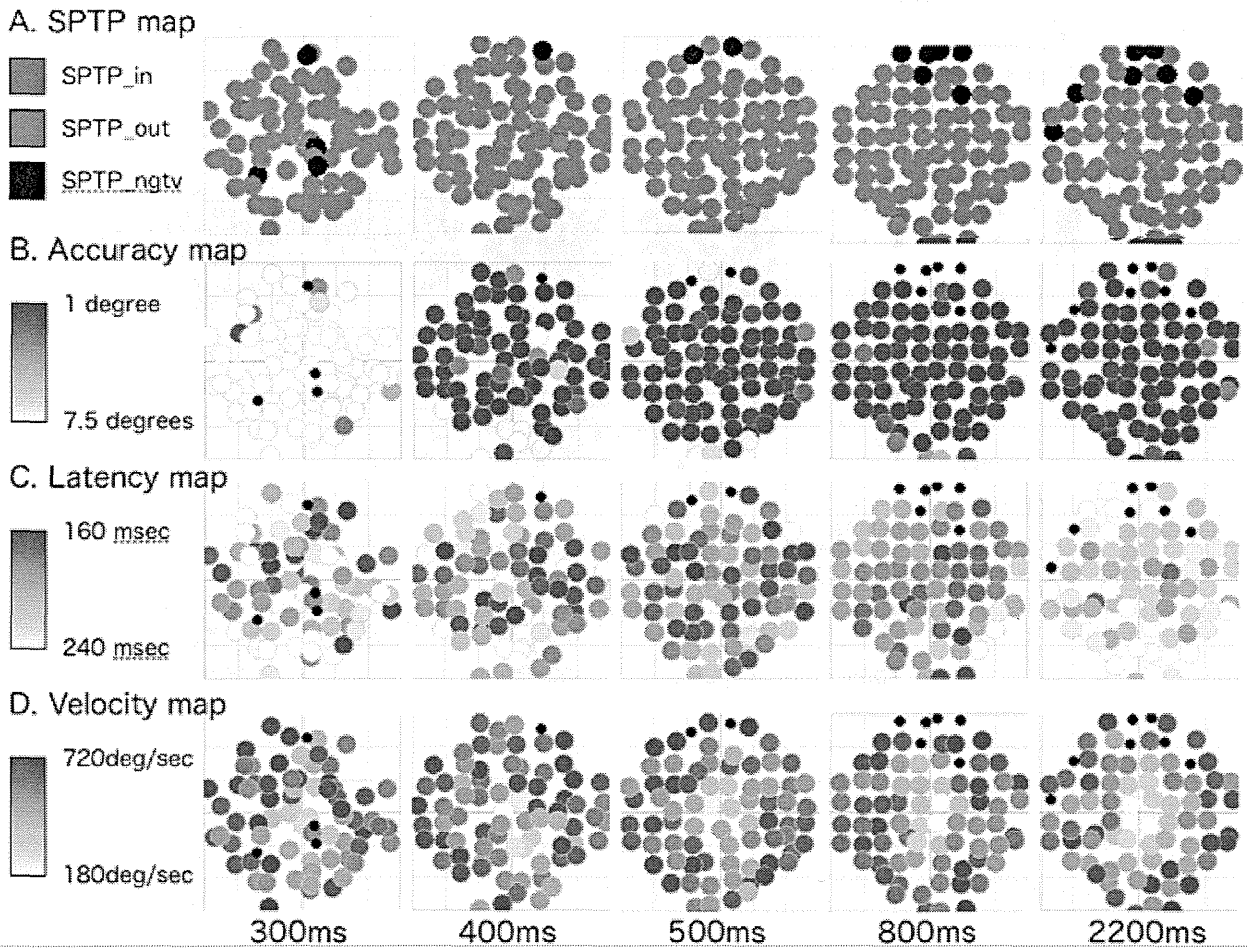 A. SPTP map
SPTP_in
SPTP_out
SPTP_ngtv
B. Accuracy map
1 degree
7.5 degrees
C. Latency map
160 msec
240 msec
D. Velocity map
720deg/sec
180deg/sec
300ms
400ms
500ms
800ms
2200ms